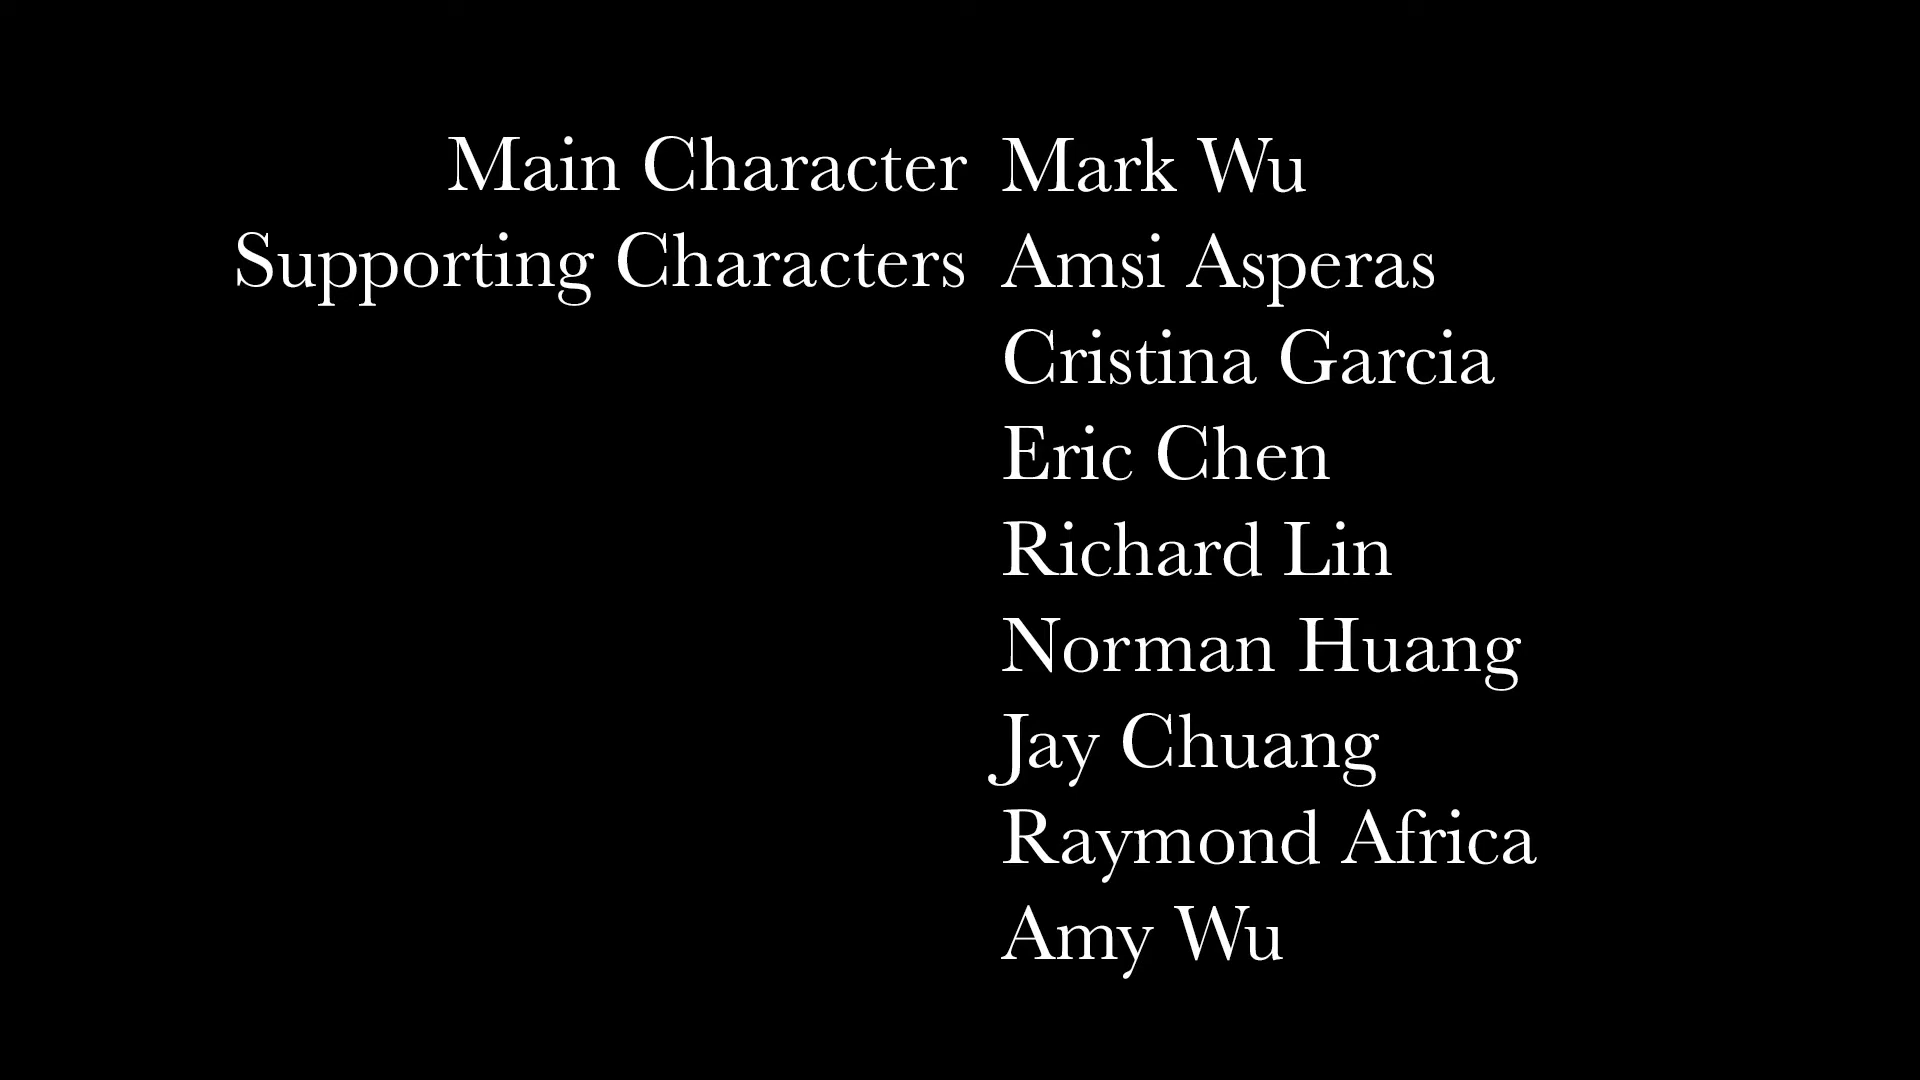 Main Character Mark Wu
Supporting Characters Amsi Asperas
Cristina Garcia
Eric Chen
Richard Lin
Norman Huang
Jay Chuang
Raymond Africa
Amy Wu